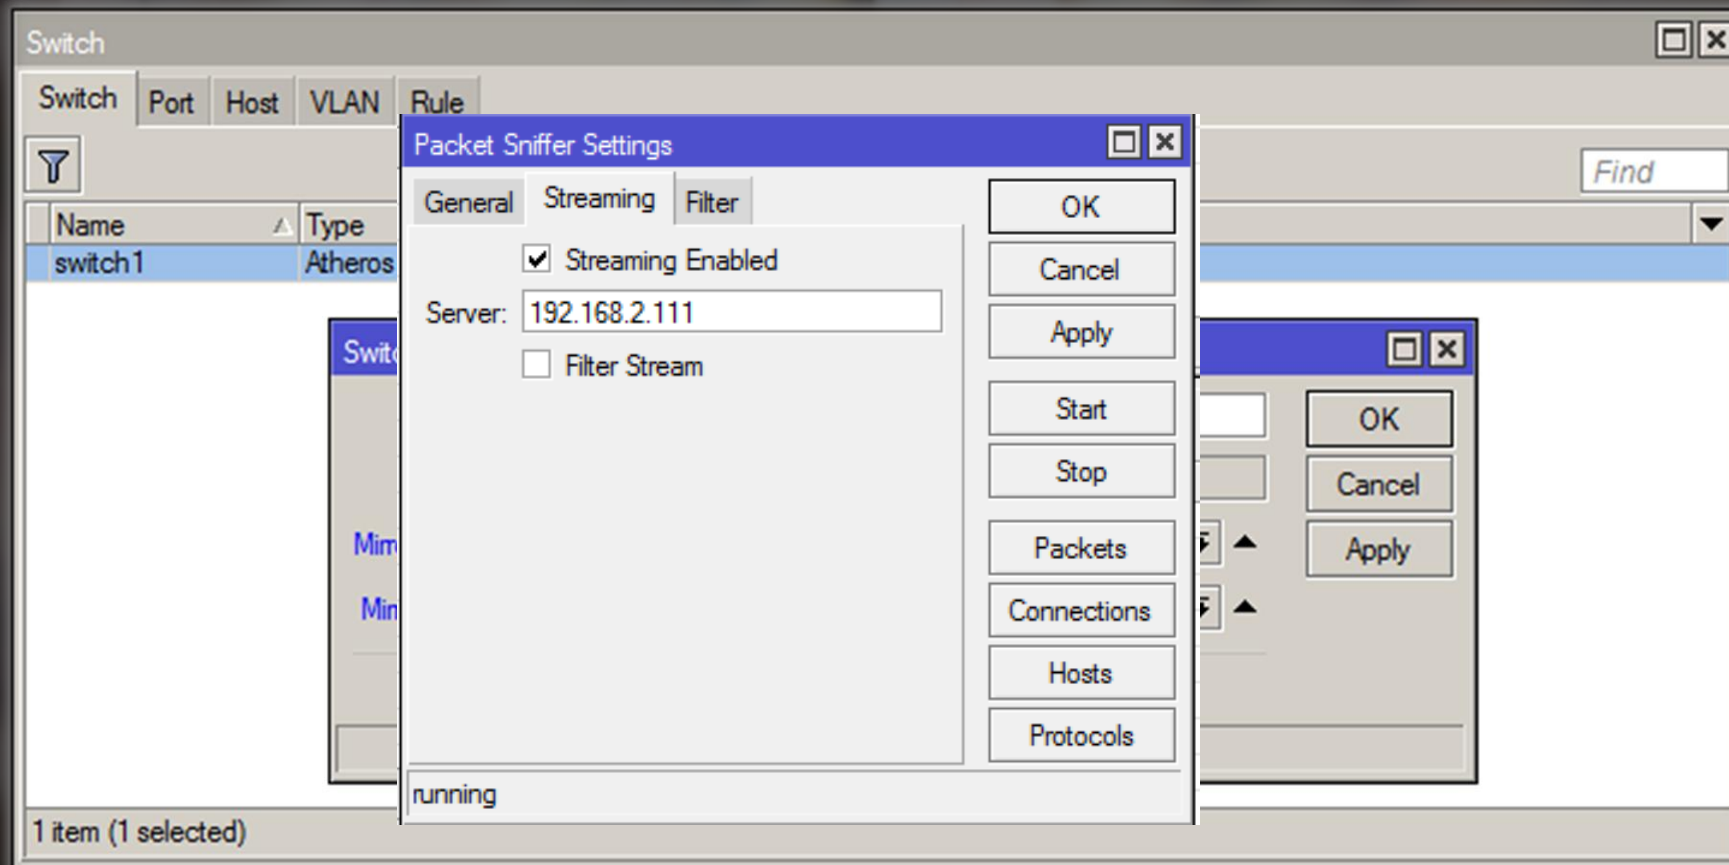 Switch
Switch Port Host VLAN Rule
Find
Name Type
switch1 Atheros
Packet Sniffer Settings
General Streaming Filter
Streaming Enabled
Server: 192.168.2.111
Filter Stream
OK
Cancel
Apply
Start
Stop
Packets
Connections
Hosts
Protocols
running
OK
Cancel
Apply
1 item (1 selected)